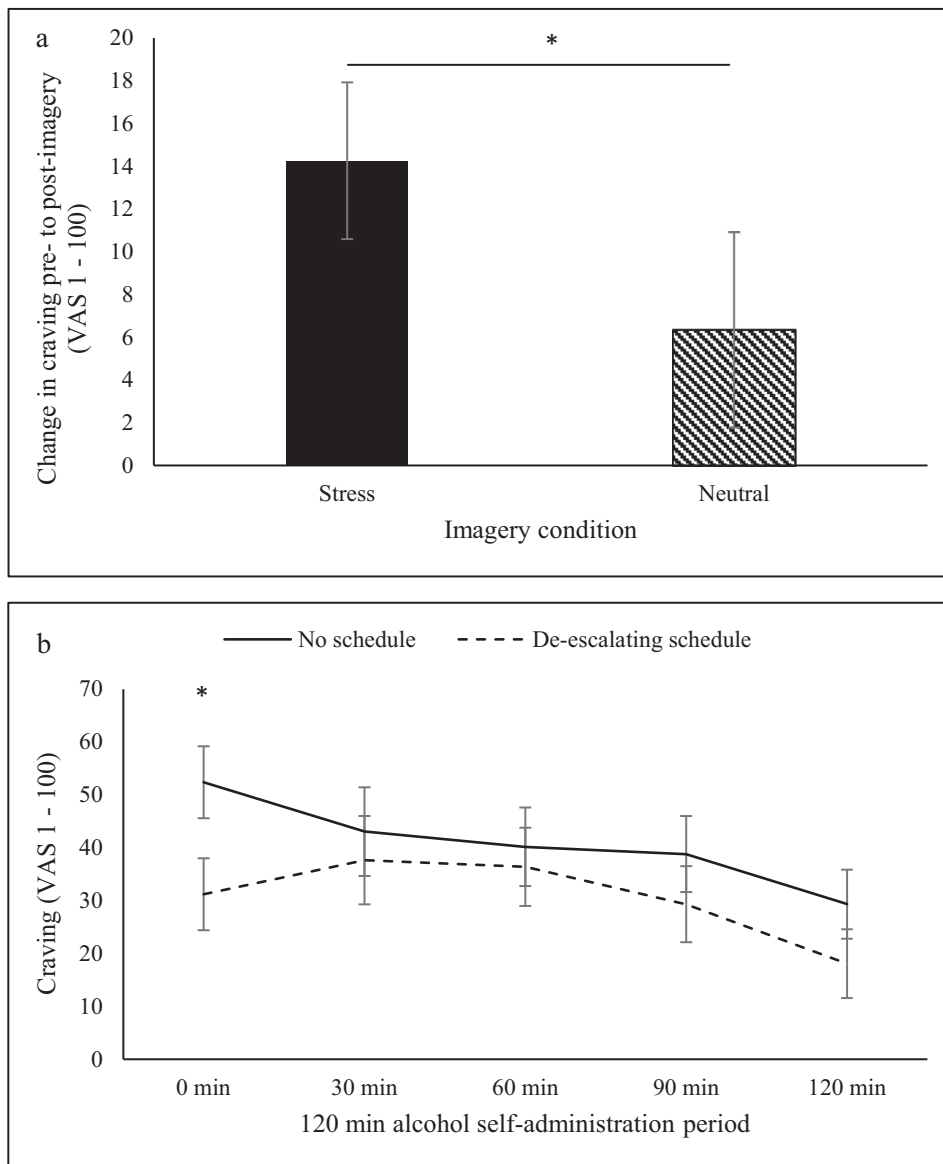 a
*
20
18
16
14
12
10
8
6
4
2
0
Change in craving pre- to post-imagery
(VAS 1 - 100)
Stress Neutral
Imagery condition
b
No schedule De-escalating schedule
*
70
60
50
40
30
20
10
0
Craving (VAS 1 - 100)
0 min 30 min 60 min 90 min 120 min
120 min alcohol self-administration period